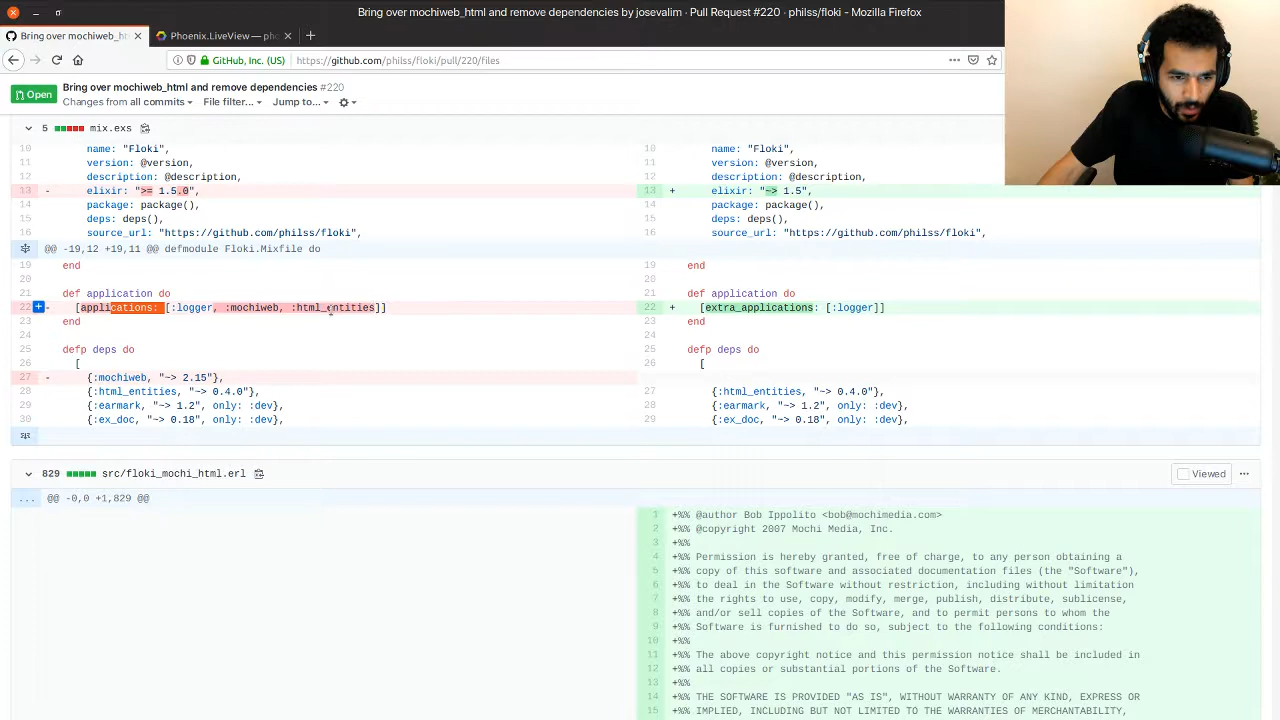 Bring over mochiweb_html and remove dependencies by josevalim · Pull Request #220 · philss/floki - Mozilla Firefox
Bring over mochiweb_ht
Phoenix.LiveView — pho
GitHub, Inc. (US)
https://github.com/philss/floki/pull/220/files
Open
Bring over mochiweb_html and remove dependencies #220
Changes from all commits
File filter...
Jump to...
5
mix.exs
10 name: "Floki",
11 version: @version,
12 description: @description,
13 - elixir: ">= 1.5.0",
14 package: package(),
15 deps: deps(),
16 source_url: "https://github.com/philss/floki",
10 name: "Floki",
11 version: @version,
12 description: @description,
13 + elixir: "~> 1.5",
14 package: package(),
15 deps: deps(),
16 source_url: "https://github.com/philss/floki",
@@ -19,12 +19,11 @@ defmodule Floki.Mixfile do
19 end
20
21 def application do
22 - [applications: [:logger, :mochiweb, :html_entities]]
23 end
24
25 defp deps do
26 [
27 - {:mochiweb, "~> 2.15"},
28 {:html_entities, "~> 0.4.0"},
29 {:earmark, "~> 1.2", only: :dev},
30 {:ex_doc, "~> 0.18", only: :dev},
19 end
20
21 def application do
22 + [extra_applications: [:logger]]
23 end
24
25 defp deps do
26 [
27 {:html_entities, "~> 0.4.0"},
28 {:earmark, "~> 1.2", only: :dev},
29 {:ex_doc, "~> 0.18", only: :dev},
829
src/floki_mochi_html.erl
Viewed
...
@@ -0,0 +1,829 @@
1 +%% @author Bob Ippolito <bob@mochimedia.com>
2 +%% @copyright 2007 Mochi Media, Inc.
3 +%%
4 +%% Permission is hereby granted, free of charge, to any person obtaining a
5 +%% copy of this software and associated documentation files (the "Software"),
6 +%% to deal in the Software without restriction, including without limitation
7 +%% the rights to use, copy, modify, merge, publish, distribute, sublicense,
8 +%% and/or sell copies of the Software, and to permit persons to whom the
9 +%% Software is furnished to do so, subject to the following conditions:
10 +%%
11 +%% The above copyright notice and this permission notice shall be included in
12 +%% all copies or substantial portions of the Software.
13 +%%
14 +%% THE SOFTWARE IS PROVIDED "AS IS", WITHOUT WARRANTY OF ANY KIND, EXPRESS OR
15 +%% IMPLIED, INCLUDING BUT NOT LIMITED TO THE WARRANTIES OF MERCHANTABILITY,